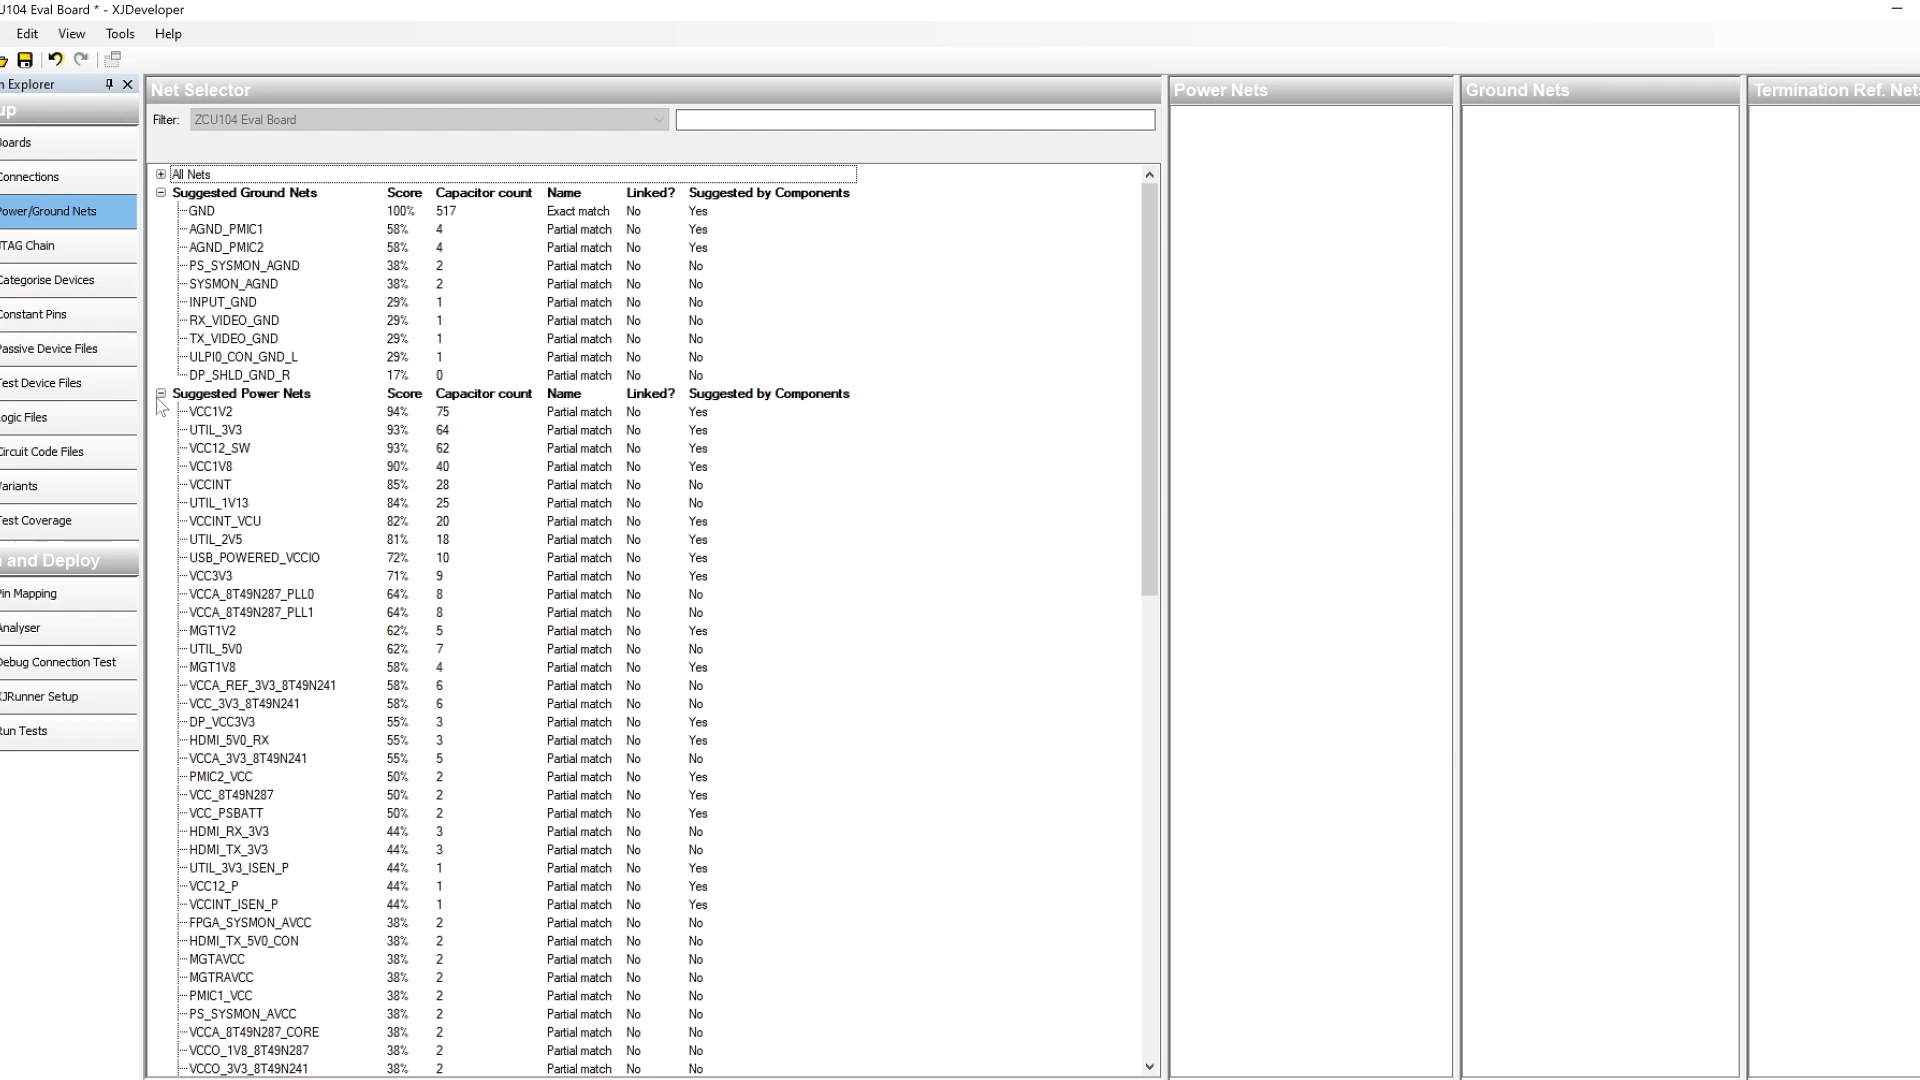 U104 Eval Board * - XJDeveloper
Edit View Tools Help
n Explorer
up
Boards
Connections
Power/Ground Nets
JTAG Chain
Categorise Devices
Constant Pins
Passive Device Files
Test Device Files
Logic Files
Circuit Code Files
Variants
Test Coverage
n and Deploy
Pin Mapping
Analyser
Debug Connection Test
XJRunner Setup
Run Tests
Net Selector
Filter: ZCU104 Eval Board
All Nets
Suggested Ground Nets Score Capacitor count Name Linked? Suggested by Components
GND 100% 517 Exact match No Yes
AGND_PMIC1 58% 4 Partial match No Yes
AGND_PMIC2 58% 4 Partial match No Yes
PS_SYSMON_AGND 38% 2 Partial match No No
SYSMON_AGND 38% 2 Partial match No No
INPUT_GND 29% 1 Partial match No No
RX_VIDEO_GND 29% 1 Partial match No No
TX_VIDEO_GND 29% 1 Partial match No No
ULPI0_CON_GND_L 29% 1 Partial match No No
DP_SHLD_GND_R 17% 0 Partial match No No
Suggested Power Nets Score Capacitor count Name Linked? Suggested by Components
VCC1V2 94% 75 Partial match No Yes
UTIL_3V3 93% 64 Partial match No Yes
VCC12_SW 93% 62 Partial match No Yes
VCC1V8 90% 40 Partial match No Yes
VCCINT 85% 28 Partial match No No
UTIL_1V13 84% 25 Partial match No No
VCCINT_VCU 82% 20 Partial match No Yes
UTIL_2V5 81% 18 Partial match No Yes
USB_POWERED_VCCIO 72% 10 Partial match No Yes
VCC3V3 71% 9 Partial match No Yes
VCCA_8T49N287_PLL0 64% 8 Partial match No No
VCCA_8T49N287_PLL1 64% 8 Partial match No No
MGT1V2 62% 5 Partial match No Yes
UTIL_5V0 62% 7 Partial match No No
MGT1V8 58% 4 Partial match No Yes
VCCA_REF_3V3_8T49N241 58% 6 Partial match No No
VCC_3V3_8T49N241 58% 6 Partial match No No
DP_VCC3V3 55% 3 Partial match No Yes
HDMI_5V0_RX 55% 3 Partial match No Yes
VCCA_3V3_8T49N241 55% 5 Partial match No No
PMIC2_VCC 50% 2 Partial match No Yes
VCC_8T49N287 50% 2 Partial match No Yes
VCC_PSBATT 50% 2 Partial match No Yes
HDMI_RX_3V3 44% 3 Partial match No No
HDMI_TX_3V3 44% 3 Partial match No No
UTIL_3V3_ISEN_P 44% 1 Partial match No Yes
VCC12_P 44% 1 Partial match No Yes
VCCINT_ISEN_P 44% 1 Partial match No Yes
FPGA_SYSMON_AVCC 38% 2 Partial match No No
HDMI_TX_5V0_CON 38% 2 Partial match No No
MGTAVCC 38% 2 Partial match No No
MGTRAVCC 38% 2 Partial match No No
PMIC1_VCC 38% 2 Partial match No No
PS_SYSMON_AVCC 38% 2 Partial match No No
VCCA_8T49N287_CORE 38% 2 Partial match No No
VCCO_1V8_8T49N287 38% 2 Partial match No No
VCCO_3V3_8T49N241 38% 2 Partial match No No
Power Nets
Ground Nets
Termination Ref. Nets